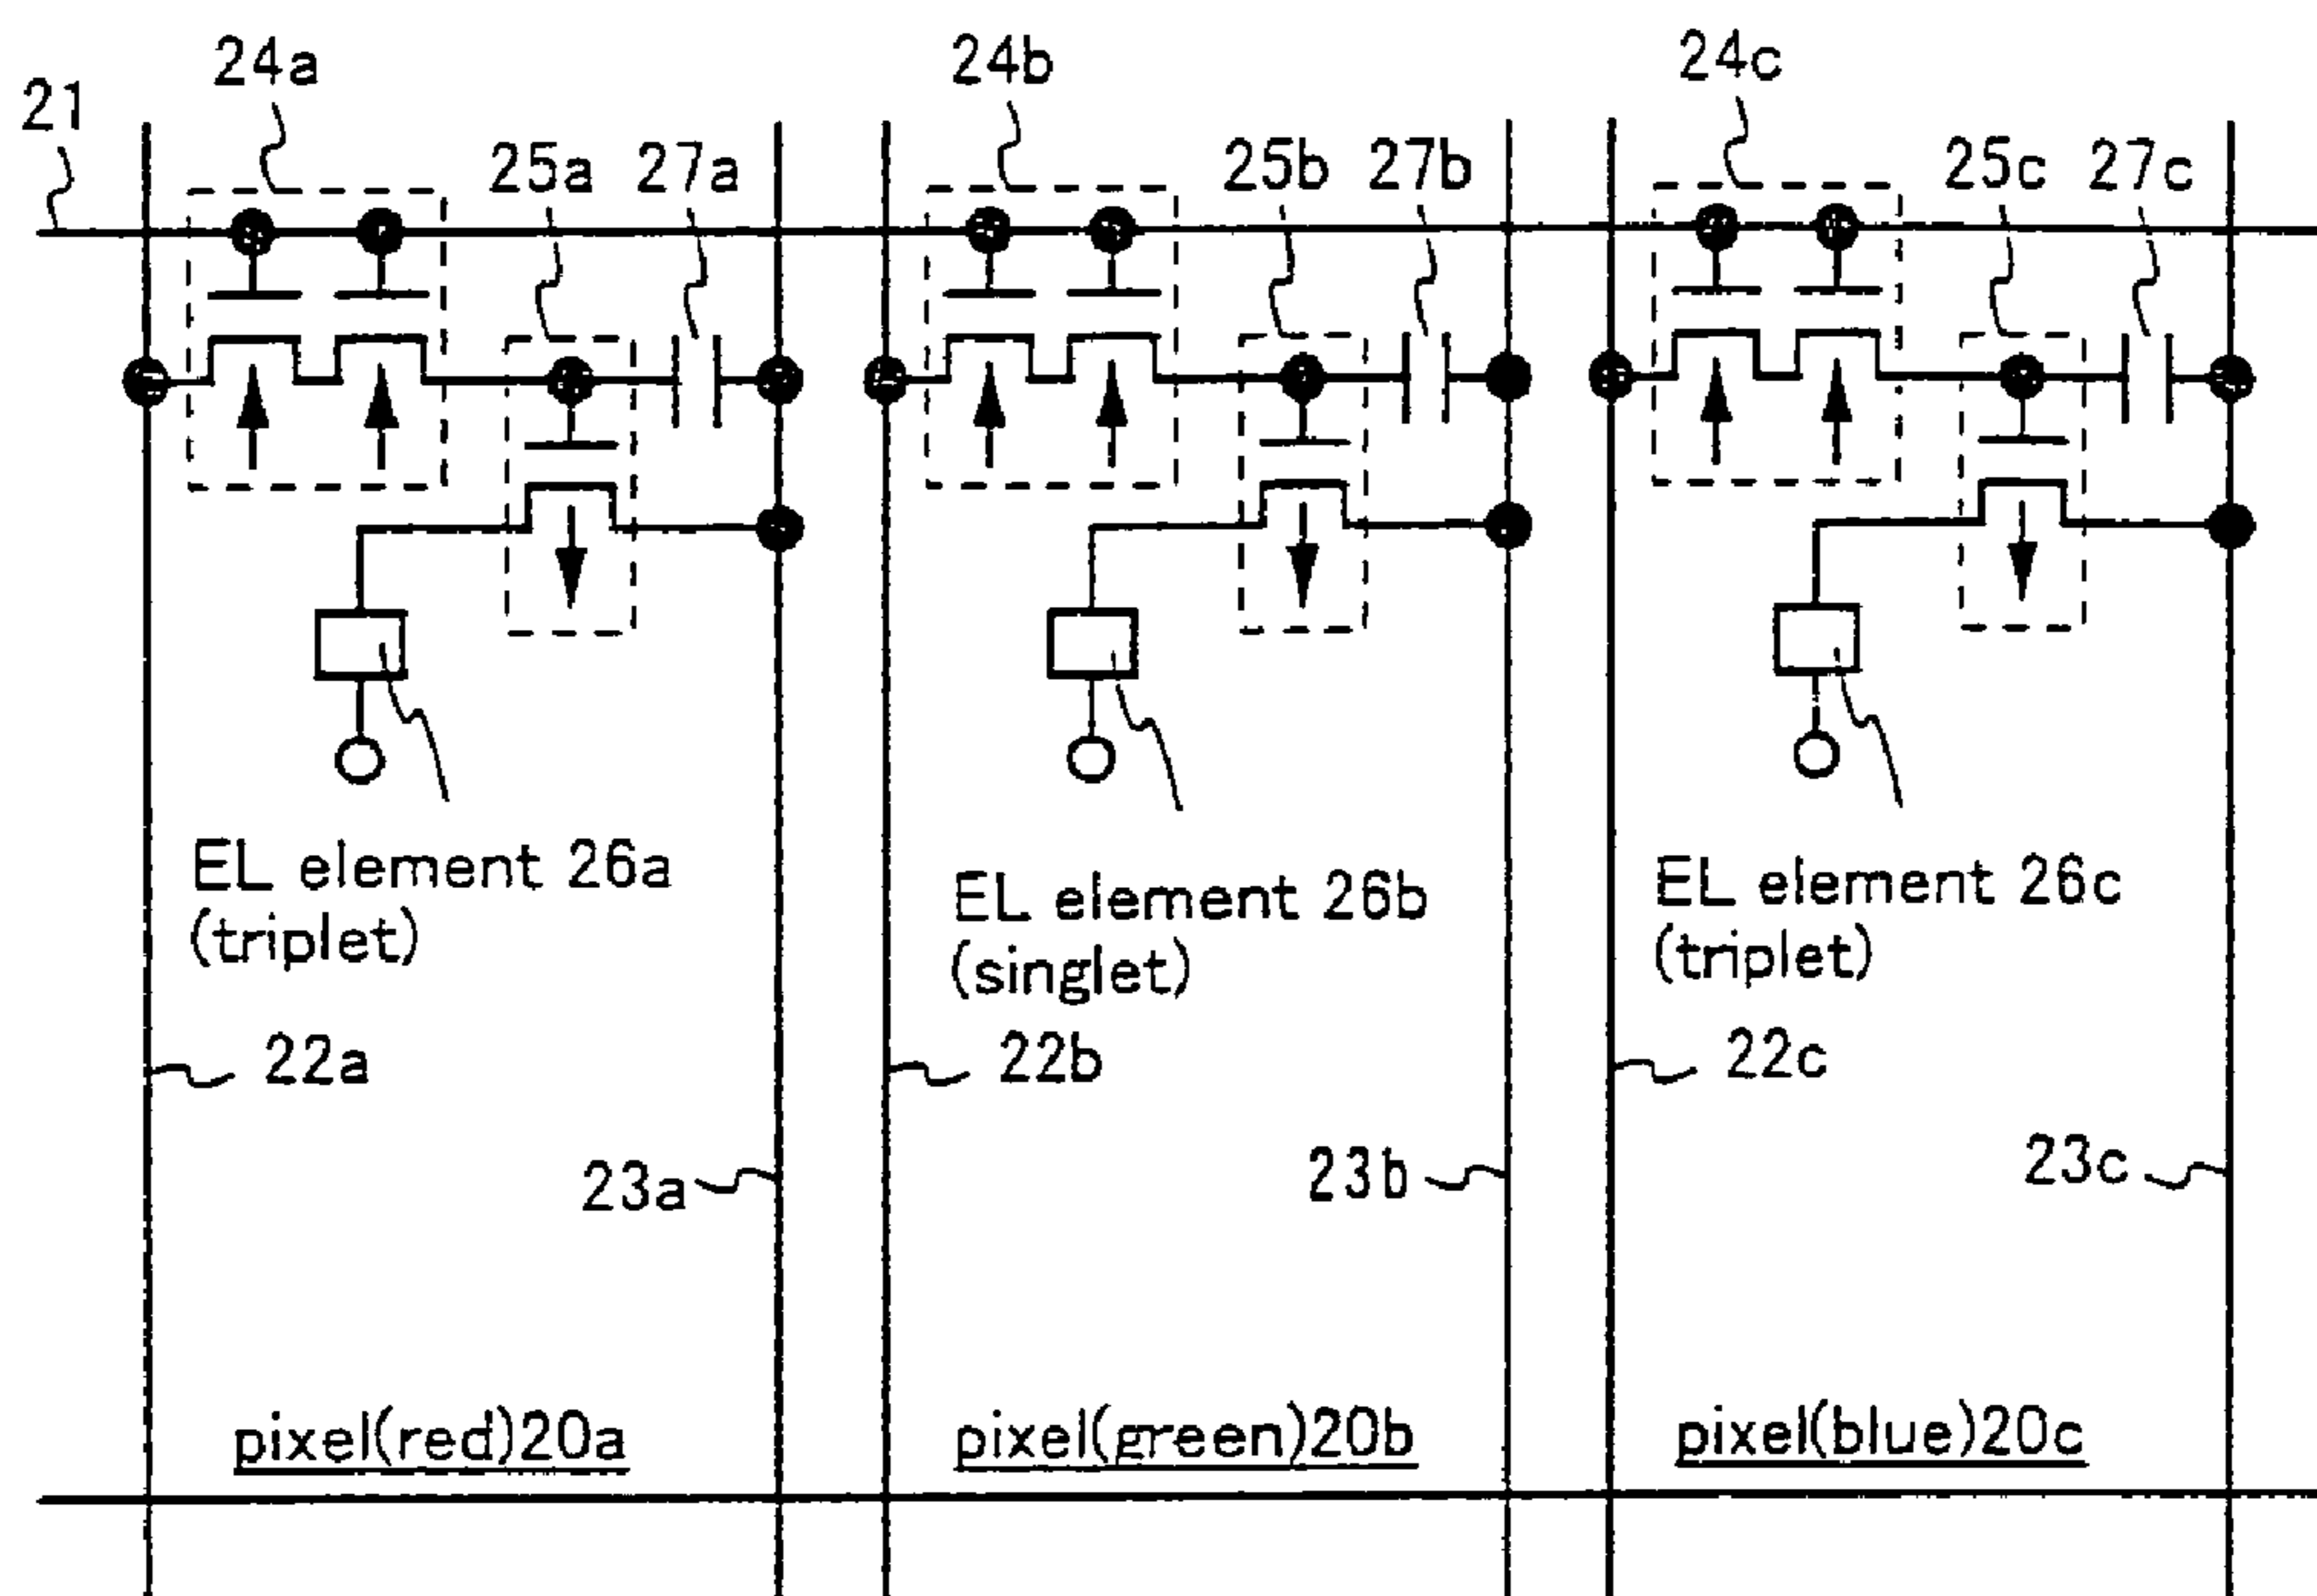 24a
24b
24c
21
25a
27a
25b
27b
25c
27c
EL element 26a
(triplet)
EL element 26b
(singlet)
EL element 26c
(triplet)
22a
22b
22c
23a
23b
23c
pixel(red)20a
pixel(green)20b
pixel(blue)20c